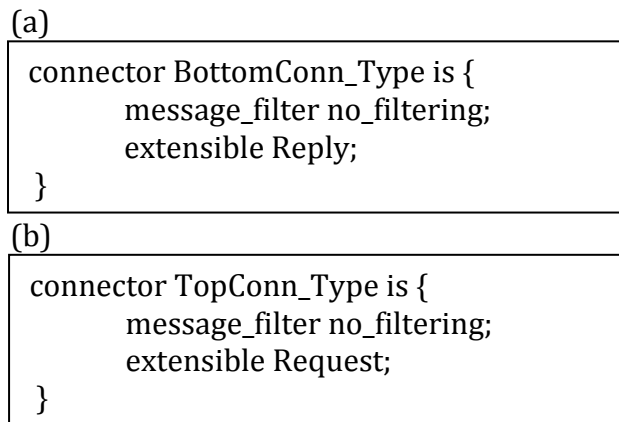 (a)
connector BottomConn_Type is {
message_filter no_filtering;
extensible Reply;
}
(b)
connector TopConn_Type is {
message_filter no_filtering;
extensible Request;
}